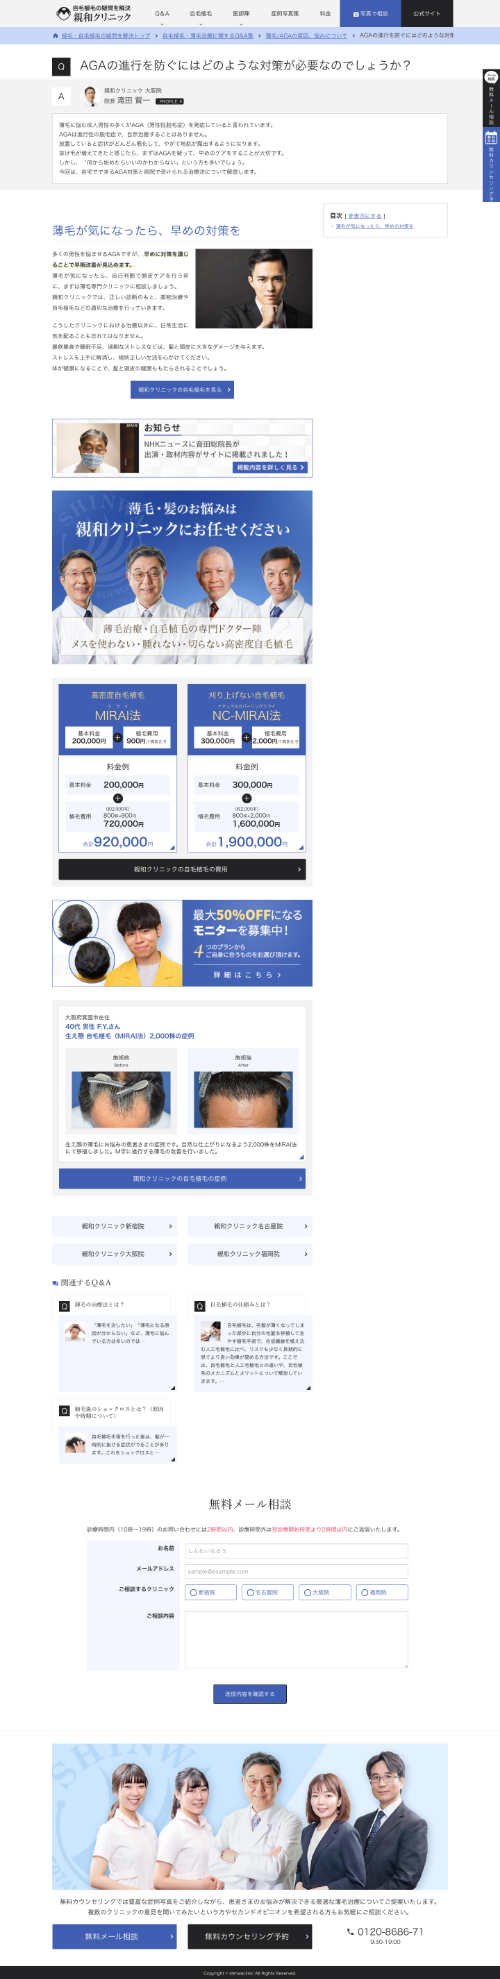 自毛植毛の疑問を解決
親和クリニック
Q&A
自毛植毛
医師陣
症例写真集
料金
写真で相談
公式サイト
植毛・自毛植毛の疑問を解決トップ
自毛植毛・薄毛治療に関するQ&A集
薄毛/AGAの原因、悩みについて
Q
AGAの進行を防ぐにはどのような対策が必要なのでしょうか？
A
親和クリニック 大阪院
院長 滝田 賢一
PROFILE
無料メール相談
薄毛に悩む成人男性の多くがAGA（男性性脱毛症）を発症していると言われています。
AGAは進行性の脱毛症で、自然治癒することはありません。
放置していると症状がどんどん悪化して、やがて地肌が露出するようになります。
抜け毛が増えてきたと感じたら、まずはAGAを疑って、早めのケアをすることが大切です。
しかし、「何から始めたらいいのかわからない」という方も多いでしょう。
今回は、自宅でできるAGA対策と病院で受けられる治療法について解説します。
目次 [ 非表示にする ]
薄毛が気になったら、早めの対策を
薄毛が気になったら、早めの対策を
多くの男性を悩ませるAGAですが、早めに対策を講じ
ることで早期改善が見込めます。
薄毛が気になったら、自己判断で頭皮ケアを行う前
に、まずは薄毛専門クリニックに相談しましょう。
親和クリニックでは、正しい診断のもと、薬物治療や
自毛植毛などの適切な治療を行っていきます。
こうしたクリニックにおける治療以外に、日常生活に
気を配ることも忘れてはなりません。
暴飲暴食や睡眠不足、過剰なストレスなどは、髪と頭皮に大きなダメージを与えます。
ストレスを上手に解消し、規則正しい生活を心がけてください。
体が健康になることで、髪と頭皮の健康ももたらされることでしょう。
親和クリニックの自毛植毛を見る
お知らせ
NHKニュースに音田総院長が
出演・取材内容がサイトに掲載されました！
掲載内容を詳しく見る
薄毛・髪のお悩みは
親和クリニックにお任せください
薄毛治療・自毛植毛の専門ドクター陣
メスを使わない・腫れない・切らない高密度自毛植毛
高密度自毛植毛
MIRAI法
基本料金
200,000円
+
植毛費用
900円
刈り上げない自毛植毛
NC-MIRAI法
基本料金
300,000円
+
植毛費用
2,000円
料金例
基本料金 200,000円
+
植毛費用
800株×900円
720,000円
合計920,000円
料金例
基本料金 300,000円
+
植毛費用
800株×2,000円
1,600,000円
合計1,900,000円
親和クリニックの自毛植毛の費用
最大50%OFFになる
モニターを募集中！
4つのプランから
ご自身に合うものをお選び頂けます。
詳細はこちら
大阪府箕面市在住
40代 男性 F.Y.さん
生え際 自毛植毛（MIRAI法）2,000株の症例
施術前
Before
施術後
After
生え際の薄毛にお悩みの患者さまの症例です。自然な仕上がりになるよう2,000株をMIRAI法
にて移植しました。M字に進行する薄毛の改善を行いました。
親和クリニックの自毛植毛の症例
親和クリニック新宿院
親和クリニック名古屋院
親和クリニック大阪院
親和クリニック福岡院
関連するQ&A
Q
薄毛の治療法とは？
「薄毛を治したい」「薄毛になる原
因が分からない」など、薄毛に悩ん
でいる方は多いのでは…
Q
自毛植毛の仕組みとは？
自毛植毛は、毛髪が薄くなってしま
った部分に自分の毛髪を移植して生
やす植毛手術で、合成繊維を植え込
む人工毛植毛に比べ、リスクも少なく長期的に
見てより良い効果が望める方法です。ここで
は、自毛植毛と人工毛植毛との違いや、自毛植
毛のメカニズムとメリットについて解説してい
きます。…
Q
植毛後のショックロスとは？（原因
や時期について）
自毛植毛手術を行った後は、髪が一
時的に抜ける症状がでることがあり
ます。これをショックロスと…
無料メール相談
診療時間内（10時〜19時）のお問い合わせには2時間以内、診療時間外は翌診療開始時間より2時間以内にご送信いたします。
お名前
しんわいちろう
メールアドレス
sample@example.com
ご相談するクリニック
新宿院
名古屋院
大阪院
福岡院
ご相談内容
送信内容を確認する
無料カウンセリングでは豊富な症例写真をご紹介しながら、患者さまのお悩みが解決できる最適な薄毛治療についてご提案いたします。
複数のクリニックの意見を聞いてみたいという方やセカンドオピニオンを希望される方もお気軽にご相談ください。
無料メール相談
無料カウンセリング予約
0120-8686-71
9:30-19:00
Copyright © shinwaclinic All Rights Reserved.